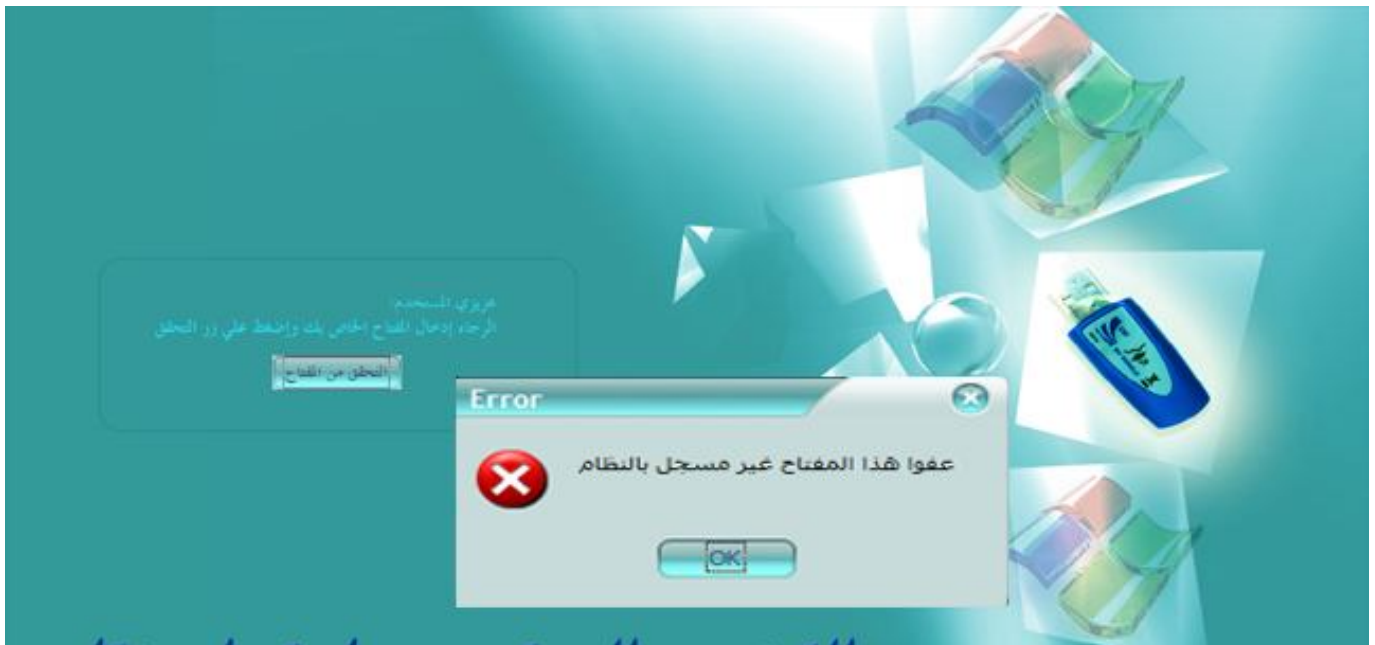 عزيزي المستخدم:
الرجاء إدخال المفتاح الخاص بك وإضغط علي زر التحقق
التحقق من المفتاح
Error
عفوا هذا المفتاح غير مسجل بالنظام
OK